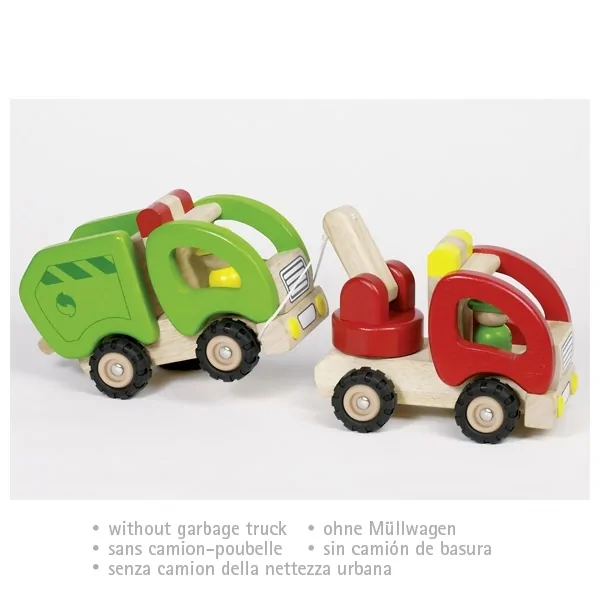 • without garbage truck • ohne Müllwagen
• sans camion-poubelle • sin camión de basura
• senza camion della nettezza urbana